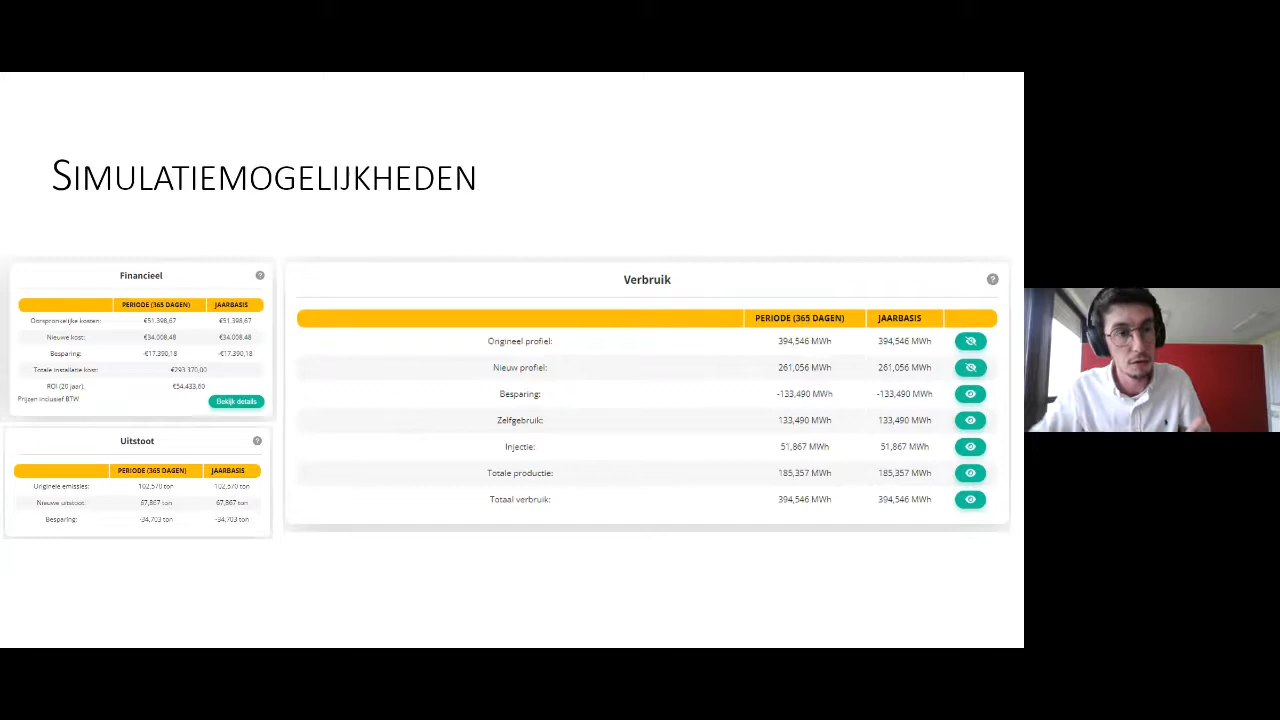 SIMULATIEMOGELIJKHEDEN
Financieel
PERIODE (365 DAGEN) JAARBASIS
Oorspronkelijke kosten: €51.398,67 €51.398,67
Nieuwe kost: €34.008,48 €34.008,48
Besparing: -€17.390,18 -€17.390,18
Totale installatie kost: €293.370,00
ROI (20 jaar): €54.433,60
Prijzen inclusief BTW
Bekijk details
Uitstoot
PERIODE (365 DAGEN) JAARBASIS
Originele emissies: 102,570 ton 102,570 ton
Nieuwe uitstoot: 67,867 ton 67,867 ton
Besparing: -34,703 ton -34,703 ton
Verbruik
PERIODE (365 DAGEN) JAARBASIS
Origineel profiel: 394,546 MWh 394,546 MWh
Nieuw profiel: 261,056 MWh 261,056 MWh
Besparing: -133,490 MWh -133,490 MWh
Zelfgebruik: 133,490 MWh 133,490 MWh
Injectie: 51,867 MWh 51,867 MWh
Totale productie: 185,357 MWh 185,357 MWh
Totaal verbruik: 394,546 MWh 394,546 MWh